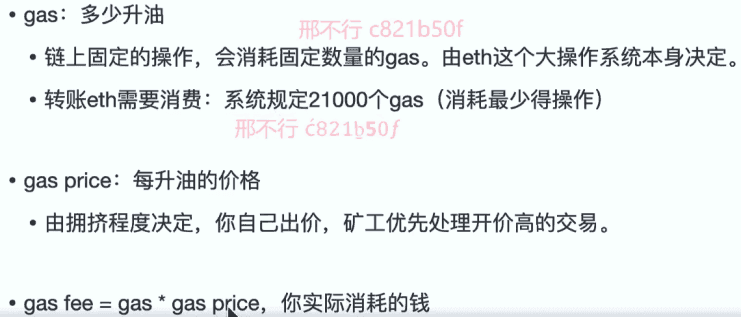 • gas：多少升油
邢不行 c821b50f
• 链上固定的操作，会消耗固定数量的gas。由eth这个大操作系统本身决定。
• 转账eth需要消费：系统规定21000个gas（消耗最少得操作）
邢不行 c821b50f
• gas price：每升油的价格
• 由拥挤程度决定，你自己出价，矿工优先处理开价高的交易。
• gas fee = gas * gas price，你实际消耗的钱